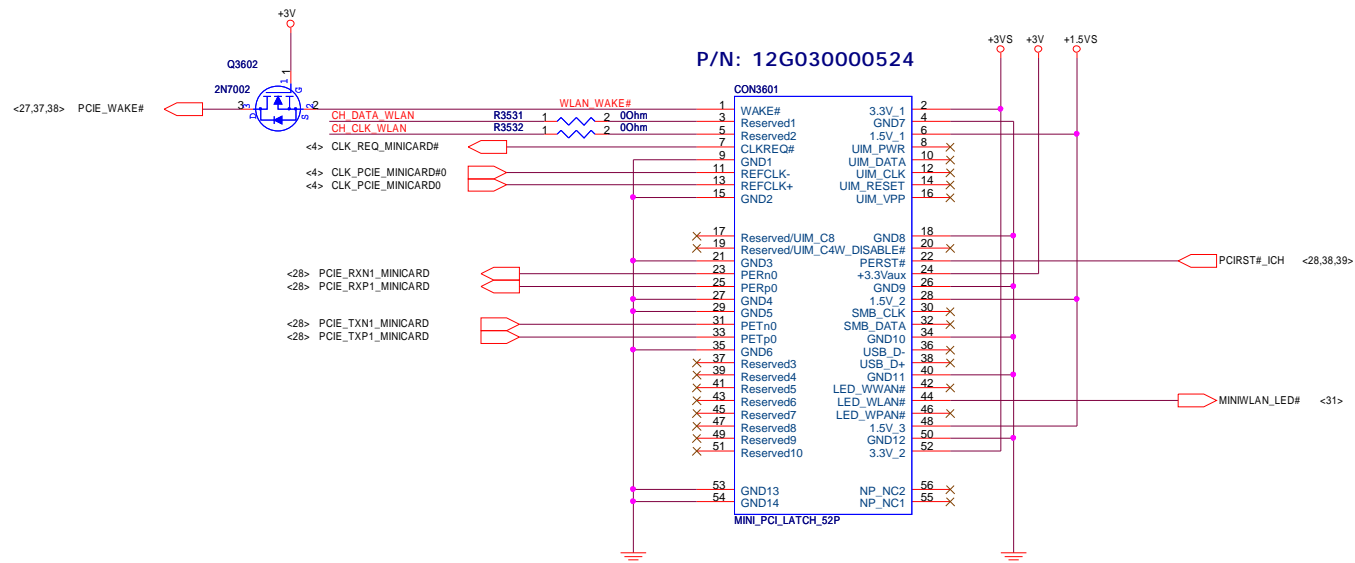 +3V
+3VS +3V +1.5VS
P/N: 12G030000524
Q3602
2N7002
1 1 G
<27,37,38> PCIE_WAKE# 3 3 D S 2 2
CON3601
WLAN_WAKE# 1 WAKE# 3.3V_1 2
CH_DATA_WLAN R3531 1 2 0Ohm 3 Reserved1 GND7 4
CH_CLK_WLAN R3532 1 2 0Ohm 5 Reserved2 1.5V_1 6
<4> CLK_REQ_MINICARD# 7 CLKREQ# UIM_PWR 8
9 GND1 UIM_DATA 10
<4> CLK_PCIE_MINICARD#0 11 REFCLK- UIM_CLK 12
<4> CLK_PCIE_MINICARD0 13 REFCLK+ UIM_RESET 14
15 GND2 UIM_VPP 16
17 Reserved/UIM_C8 GND8 18
19 Reserved/UIM_C4 W_DISABLE# 20
21 GND3 PERST# 22 PCIRST#_ICH <28,38,39>
<28> PCIE_RXN1_MINICARD 23 PERn0 +3.3Vaux 24
<28> PCIE_RXP1_MINICARD 25 PERp0 GND9 26
27 GND4 1.5V_2 28
29 GND5 SMB_CLK 30
<28> PCIE_TXN1_MINICARD 31 PETn0 SMB_DATA 32
<28> PCIE_TXP1_MINICARD 33 PETp0 GND10 34
35 GND6 USB_D- 36
37 Reserved3 USB_D+ 38
39 Reserved4 GND11 40
41 Reserved5 LED_WWAN# 42
43 Reserved6 LED_WLAN# 44 MINIWLAN_LED# <31>
45 Reserved7 LED_WPAN# 46
47 Reserved8 1.5V_3 48
49 Reserved9 GND12 50
51 Reserved10 3.3V_2 52
53 GND13 NP_NC2 56
54 GND14 NP_NC1 55
MINI_PCI_LATCH_52P